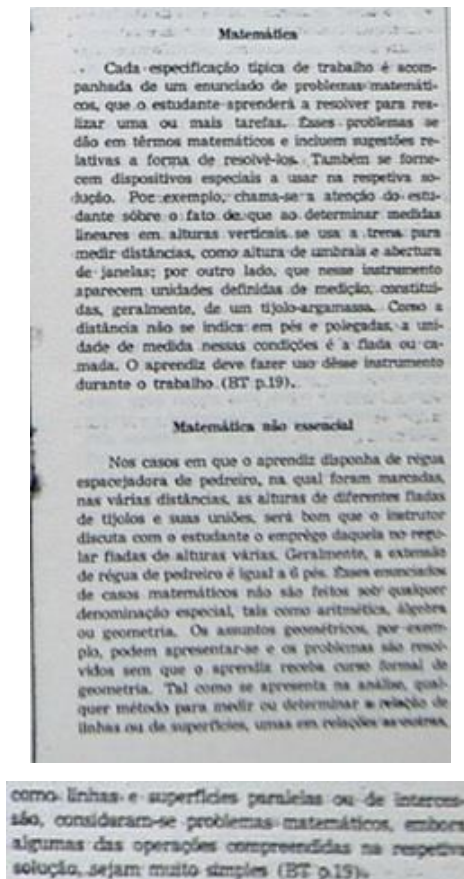 Matemática
Cada especificação típica de trabalho é acom-
panhada de um enunciado de problemas matemáti-
cos, que o estudante aprenderá a resolver para rea-
lizar uma ou mais tarefas. Êsses problemas se
dão em têrmos matemáticos e incluem sugestões re-
lativas a forma de resolvê-los. Também se forne-
cem dispositivos especiais a usar na respetiva so-
dução. Por exemplo, chama-se a atenção do estu-
dante sôbre o fato de que ao determinar medidas
lineares em alturas verticais se usa a trena para
medir distâncias, como altura de umbrais e abertura
de janelas; por outro lado, que nesse instrumento
aparecem unidades definidas de medição, constituí-
das, geralmente, de um tijolo-argamassa. Como a
distância não se indica em pés e polegadas, a uni-
dade de medida nessas condições é a fiada ou ca-
mada. O aprendiz deve fazer uso dêsse instrumento
durante o trabalho (BT p.19).
Matemática não essencial
Nos casos em que o aprendiz disponha de régua
espacejadora de pedreiro, na qual foram marcadas,
nas várias distâncias, as alturas de diferentes fiadas
de tijolos e suas uniões, será bom que o instrutor
discuta com o estudante o emprêgo daquela no regu-
lar fiadas de alturas várias. Geralmente, a extensão
de régua de pedreiro é igual a 6 pés. Êsses enunciados
de casos matemáticos não são feitos sob qualquer
denominação especial, tais como aritmética, álgebra
ou geometria. Os assuntos geométricos, por exem-
plo, podem apresentar-se e os problemas são resol-
vidos sem que o aprendiz receba curso formal de
geometria. Tal como se apresenta na análise, qual-
quer método para medir ou determinar a relação de
linhas ou de superfícies, umas em relações as outras,
como linhas e superfícies paralelas ou de interces-
são, consideram-se problemas matemáticos, embora
algumas das operações compreendidas na respetiva
solução, sejam muito simples (BT p.19).